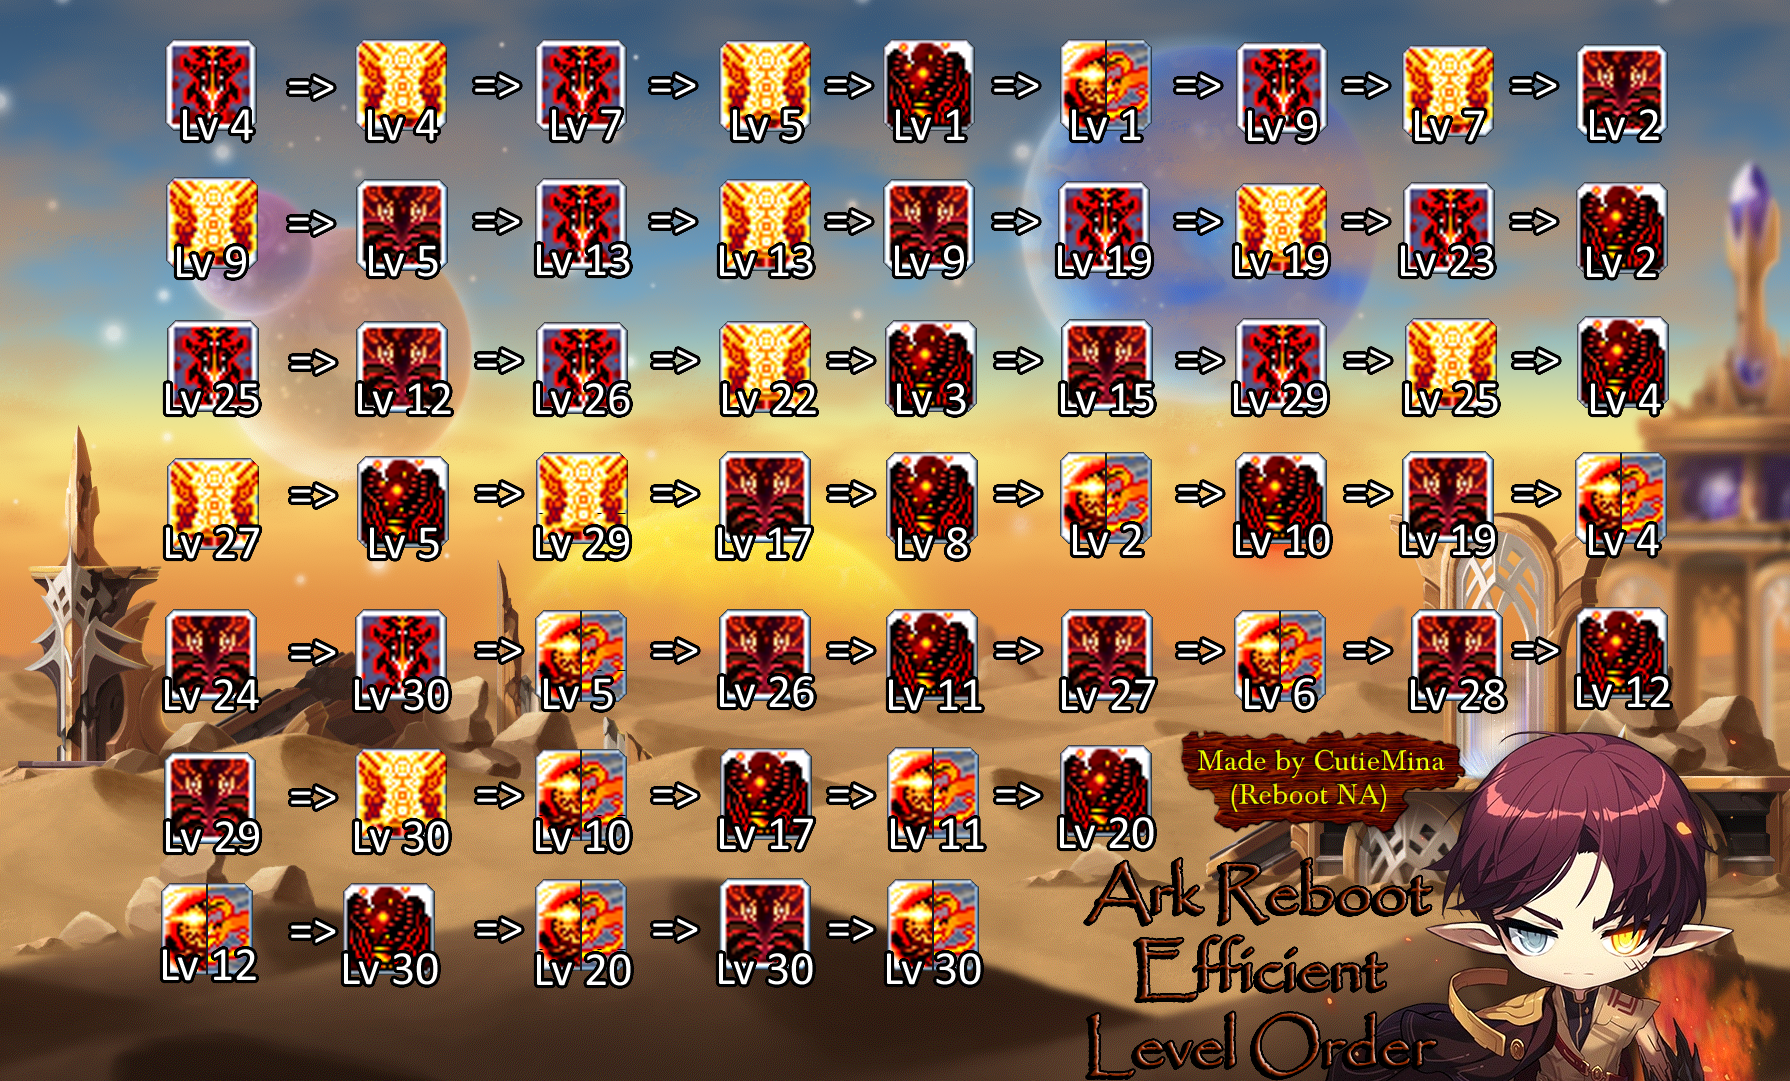 Lv 4 => Lv 4 => Lv 7 => Lv 5 => Lv 1 => Lv 1 => Lv 9 => Lv 7 => Lv 2
Lv 9 => Lv 5 => Lv 13 => Lv 13 => Lv 9 => Lv 19 => Lv 19 => Lv 23 => Lv 2
Lv 25 => Lv 12 => Lv 26 => Lv 22 => Lv 3 => Lv 15 => Lv 29 => Lv 25 => Lv 4
Lv 27 => Lv 5 => Lv 29 => Lv 17 => Lv 8 => Lv 2 => Lv 10 => Lv 19 => Lv 4
Lv 24 => Lv 30 => Lv 5 => Lv 26 => Lv 11 => Lv 27 => Lv 6 => Lv 28 => Lv 12
Lv 29 => Lv 30 => Lv 10 => Lv 17 => Lv 11 => Lv 20
Lv 12 => Lv 30 => Lv 20 => Lv 30 => Lv 30
Made by CutieMina
(Reboot NA)
Ark Reboot
Efficient
Level Order